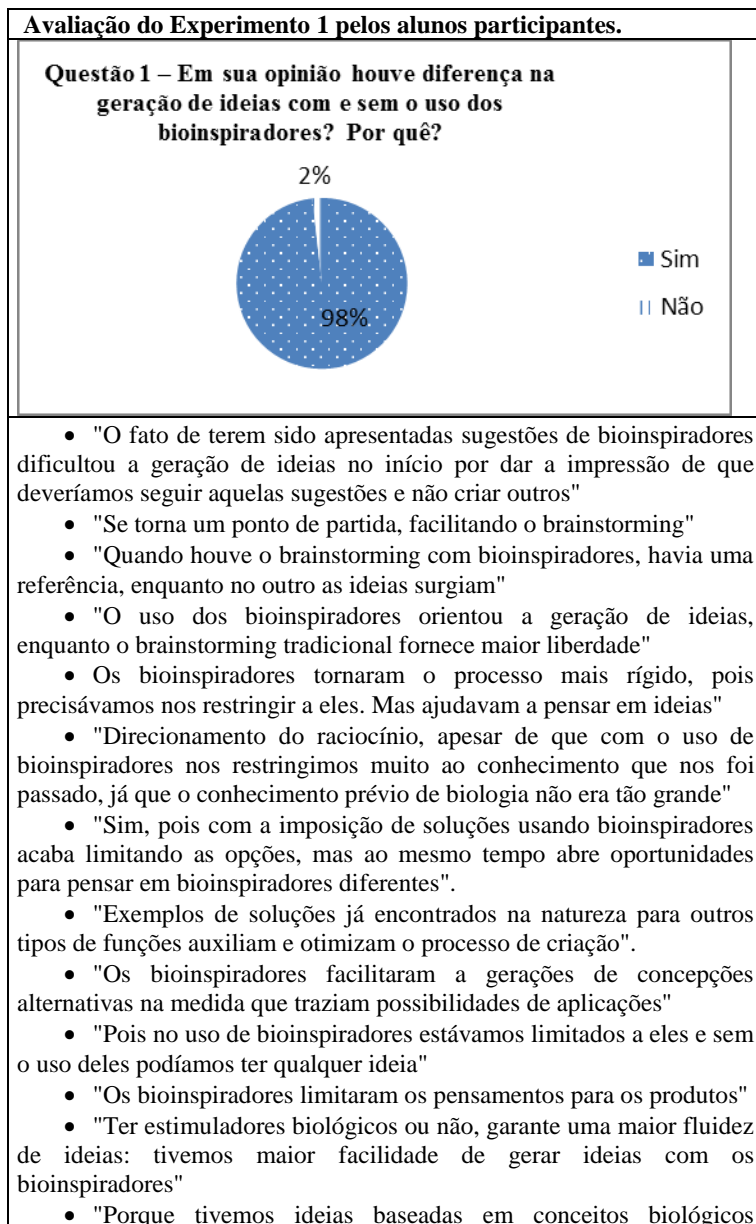 Avaliação do Experimento 1 pelos alunos participantes.
Questão 1 – Em sua opinião houve diferença na
geração de ideias com e sem o uso dos
bioinspiradores? Por quê?
2%
98%
Sim
Não
• "O fato de terem sido apresentadas sugestões de bioinspiradores
dificultou a geração de ideias no início por dar a impressão de que
deveríamos seguir aquelas sugestões e não criar outros"
• "Se torna um ponto de partida, facilitando o brainstorming"
• "Quando houve o brainstorming com bioinspiradores, havia uma
referência, enquanto no outro as ideias surgiam"
• "O uso dos bioinspiradores orientou a geração de ideias,
enquanto o brainstorming tradicional fornece maior liberdade"
• Os bioinspiradores tornaram o processo mais rígido, pois
precisávamos nos restringir a eles. Mas ajudavam a pensar em ideias"
• "Direcionamento do raciocínio, apesar de que com o uso de
bioinspiradores nos restringimos muito ao conhecimento que nos foi
passado, já que o conhecimento prévio de biologia não era tão grande"
• "Sim, pois com a imposição de soluções usando bioinspiradores
acaba limitando as opções, mas ao mesmo tempo abre oportunidades
para pensar em bioinspiradores diferentes".
• "Exemplos de soluções já encontrados na natureza para outros
tipos de funções auxiliam e otimizam o processo de criação".
• "Os bioinspiradores facilitaram a gerações de concepções
alternativas na medida que traziam possibilidades de aplicações"
• "Pois no uso de bioinspiradores estávamos limitados a eles e sem
o uso deles podíamos ter qualquer ideia"
• "Os bioinspiradores limitaram os pensamentos para os produtos"
• "Ter estimuladores biológicos ou não, garante uma maior fluidez
de ideias: tivemos maior facilidade de gerar ideias com os
bioinspiradores"
• "Porque tivemos ideias baseadas em conceitos biológicos